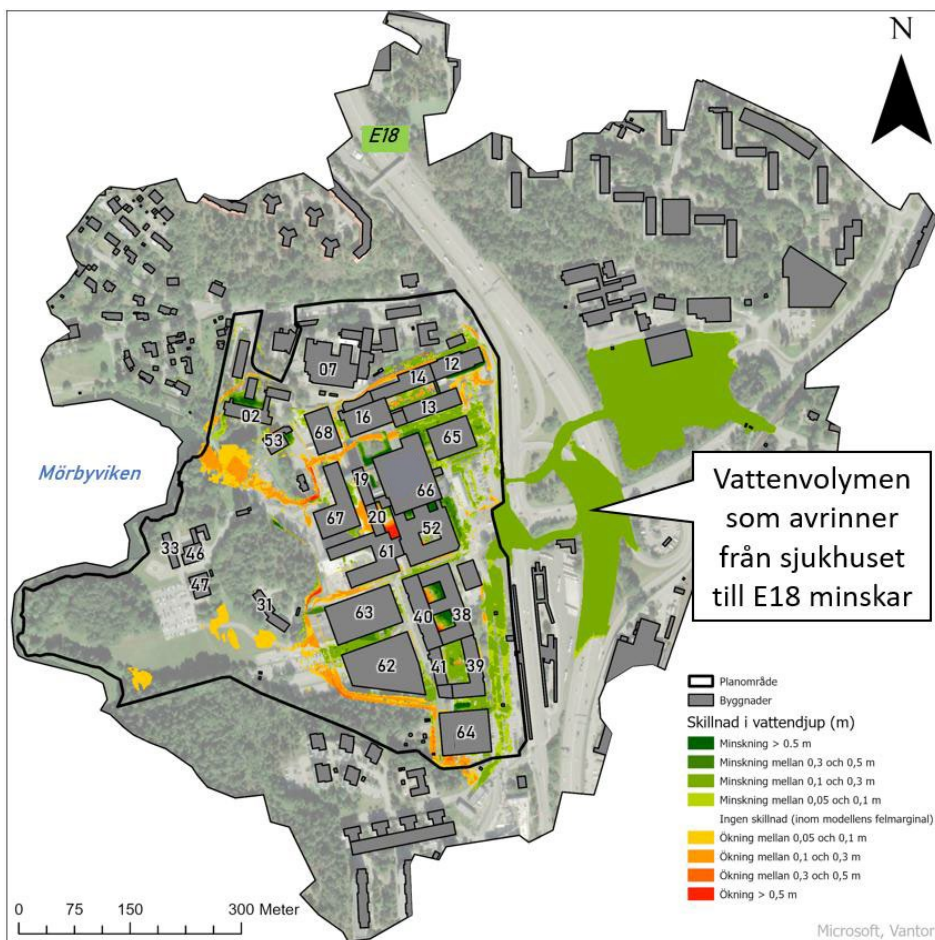 N
E18
Mörbyviken
07
12
14
13
16
02
53
68
65
19
66
67
20
52
61
33
46
47
31
63
40
38
62
41
39
64
Vattenvolymen
som avrinner
från sjukhuset
till E18 minskar
Planområde
Byggnader
Skillnad i vattendjup (m)
Minskning > 0.5 m
Minskning mellan 0,3 och 0,5 m
Minskning mellan 0,1 och 0,3 m
Minskning mellan 0,05 och 0,1 m
Ingen skillnad (inom modellens felmarginal)
Ökning mellan 0,05 och 0,1 m
Ökning mellan 0,1 och 0,3 m
Ökning mellan 0,3 och 0,5 m
Ökning > 0,5 m
0 75 150 300 Meter
Microsoft, Vantor